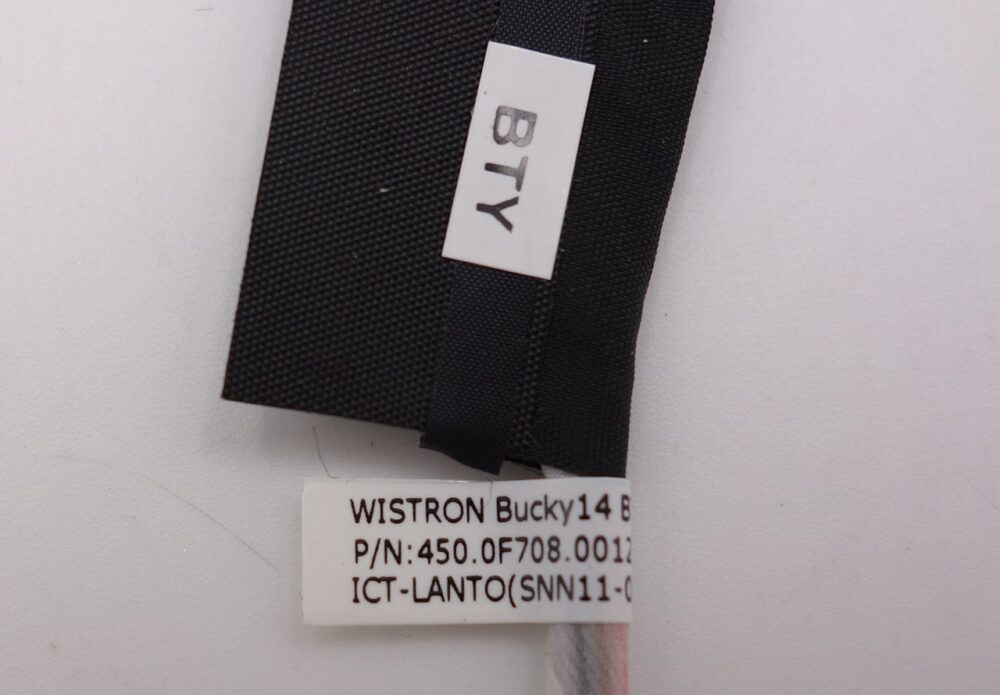 BTY
WISTRON Bucky14 B
P/N:450.0F708.001
ICT-LANTO(SNN11-